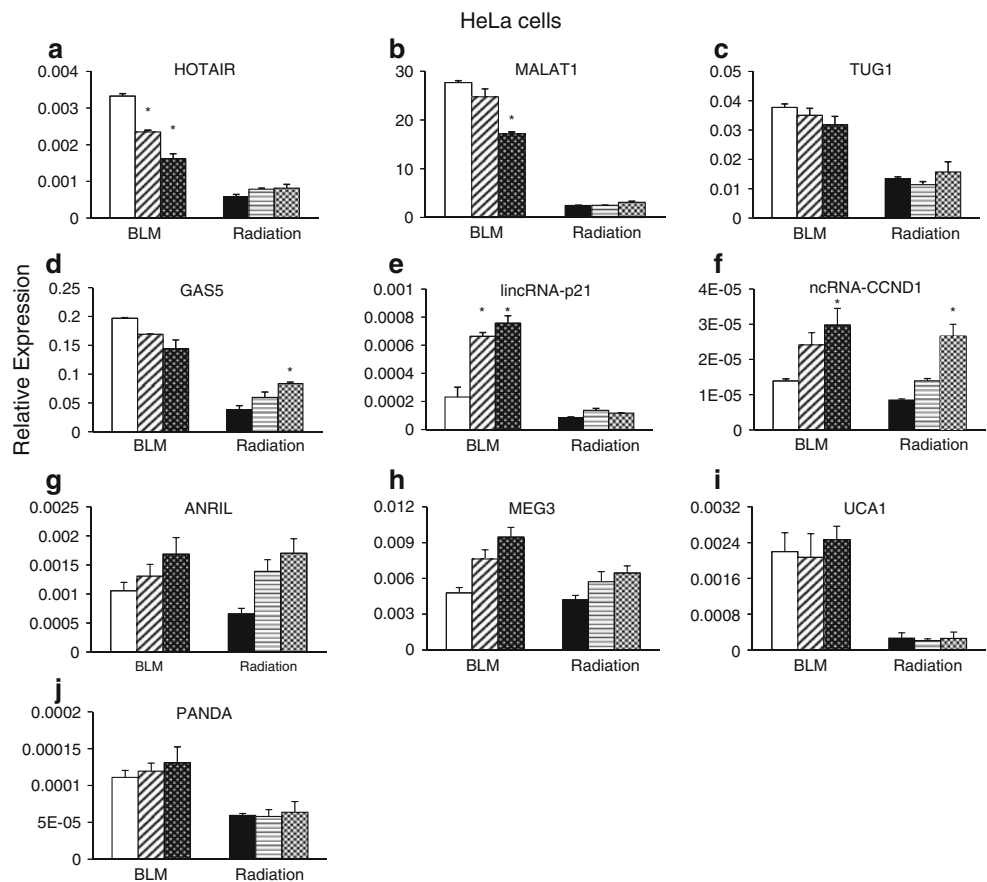 HeLa cells
Relative Expression
a
HOTAIR
0.004
0.003
0.002
0.001
0
* *
BLM Radiation
b
MALAT1
30
20
10
0
*
BLM Radiation
c
TUG1
0.05
0.04
0.03
0.02
0.01
0
BLM Radiation
d
GAS5
0.25
0.2
0.15
0.1
0.05
0
*
BLM Radiation
e
lincRNA-p21
0.001
0.0008
0.0006
0.0004
0.0002
0
* *
BLM Radiation
f
ncRNA-CCND1
4E-05
3E-05
2E-05
1E-05
0
* *
BLM Radiation
g
ANRIL
0.0025
0.002
0.0015
0.001
0.0005
0
BLM Radiation
h
MEG3
0.012
0.009
0.006
0.003
0
BLM Radiation
i
UCA1
0.0032
0.0024
0.0016
0.0008
0
BLM Radiation
j
PANDA
0.0002
0.00015
0.0001
5E-05
0
BLM Radiation